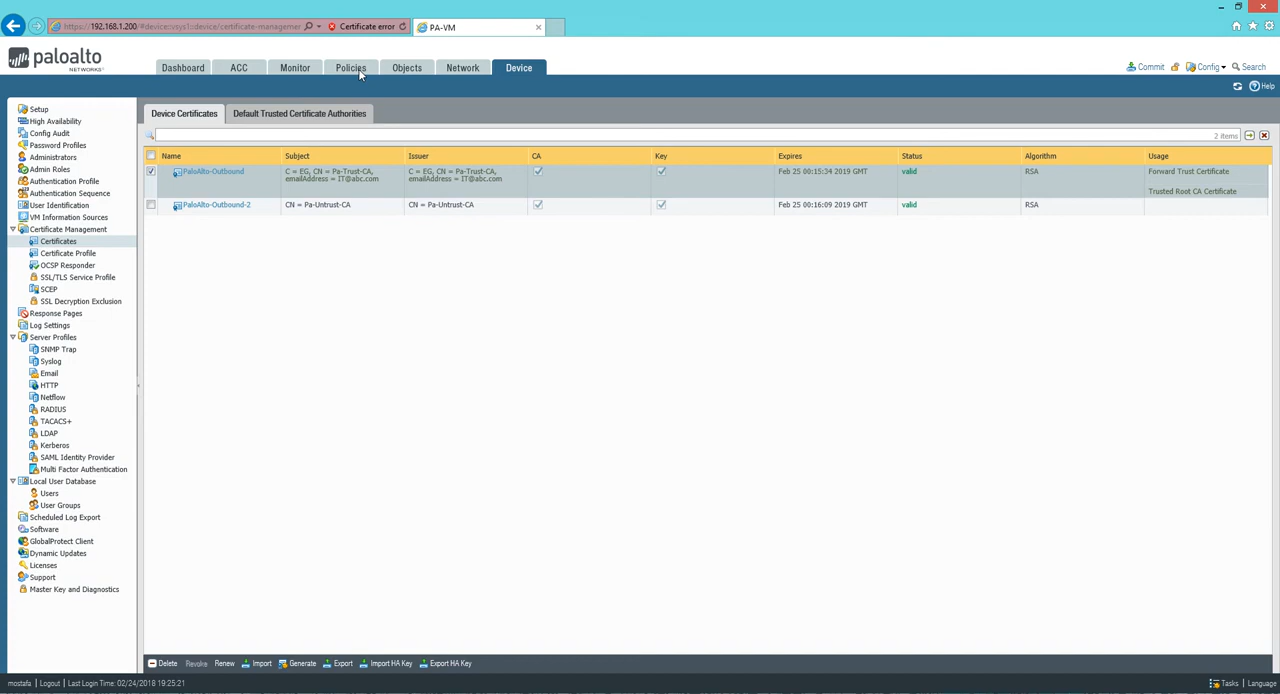 https://192.168.1.200/#device::vsys1::device/certificate-managemer
Certificate error
PA-VM
paloalto
NETWORKS
Dashboard
ACC
Monitor
Policies
Objects
Network
Device
Commit
Config
Search
Help
Setup
High Availability
Config Audit
Password Profiles
Administrators
Admin Roles
Authentication Profile
Authentication Sequence
User Identification
VM Information Sources
Certificate Management
Certificates
Certificate Profile
OCSP Responder
SSL/TLS Service Profile
SCEP
SSL Decryption Exclusion
Response Pages
Log Settings
Server Profiles
SNMP Trap
Syslog
Email
HTTP
Netflow
RADIUS
TACACS+
LDAP
Kerberos
SAML Identity Provider
Multi Factor Authentication
Local User Database
Users
User Groups
Scheduled Log Export
Software
GlobalProtect Client
Dynamic Updates
Licenses
Support
Master Key and Diagnostics
Device Certificates
Default Trusted Certificate Authorities
2 items
Name Subject Issuer CA Key Expires Status Algorithm Usage
PaloAlto-Outbound C = EG, CN = Pa-Trust-CA, C = EG, CN = Pa-Trust-CA, Feb 25 00:15:34 2019 GMT valid RSA Forward Trust Certificate
emailAddress = IT@abc.com emailAddress = IT@abc.com
Trusted Root CA Certificate
PaloAlto-Outbound-2 CN = Pa-Untrust-CA CN = Pa-Untrust-CA Feb 25 00:16:09 2019 GMT valid RSA
Delete Revoke Renew Import Generate Export Import HA Key Export HA Key
mostafa | Logout | Last Login Time: 02/24/2018 19:25:21
Tasks | Language